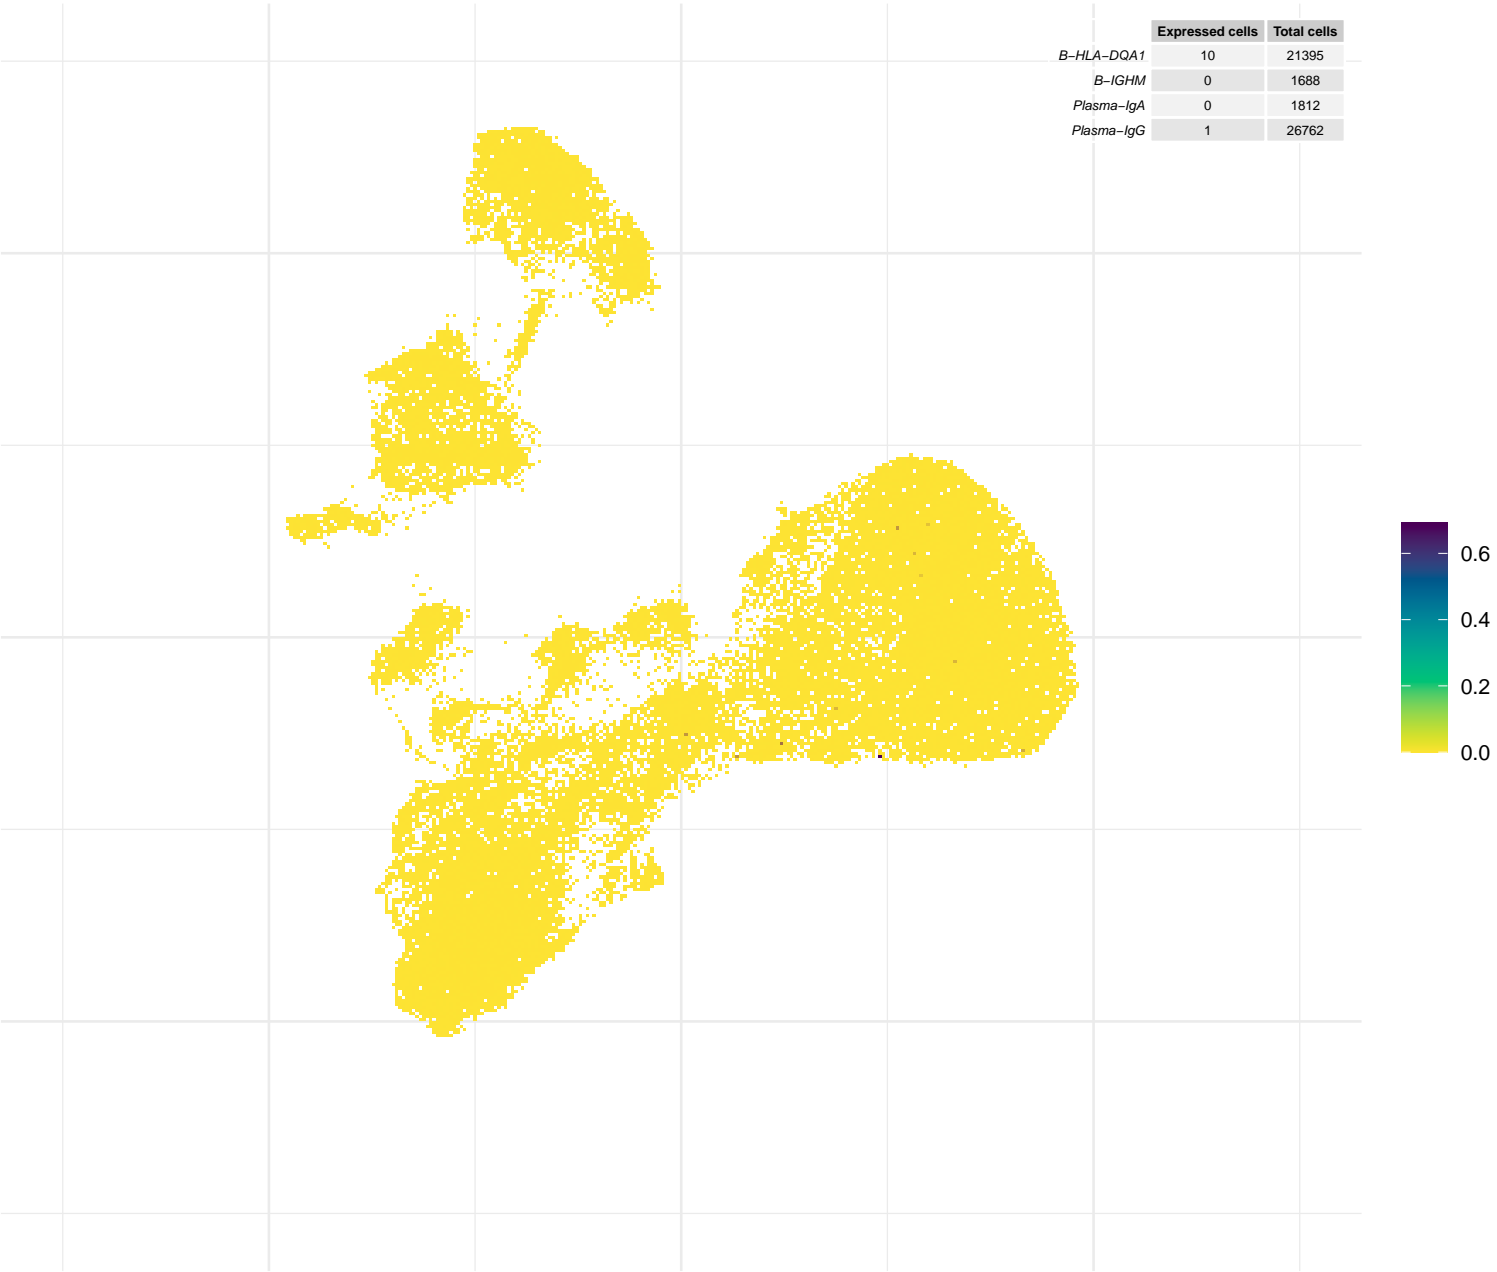 Expressed cells Total cells
B−HLA−DQA1 10 21395
B−IGHM 0 1688
Plasma−IgA 0 1812
Plasma−IgG 1 26762
0.6
0.4
0.2
0.0